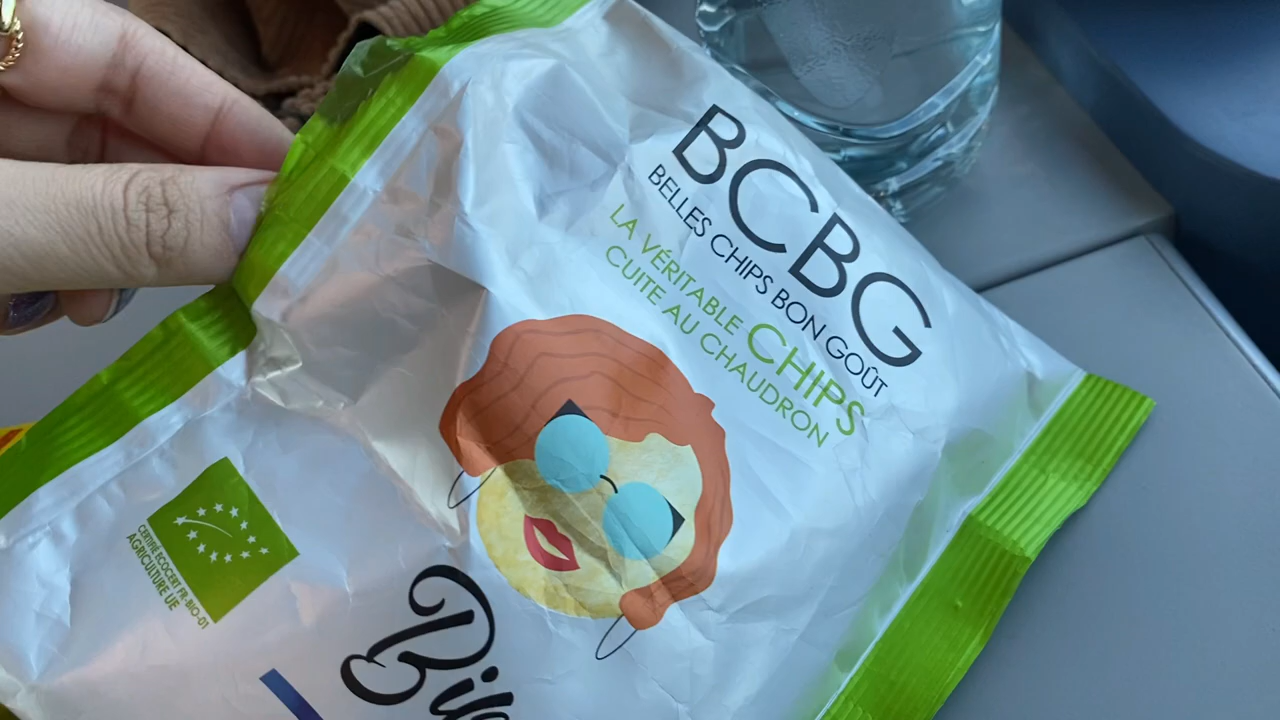 BCBG
BELLES CHIPS BON GOÛT
LA VÉRITABLE CHIPS
CUITE AU CHAUDRON
CERTIFIÉ ECOCERT FR-BIO-01
AGRICULTURE UE